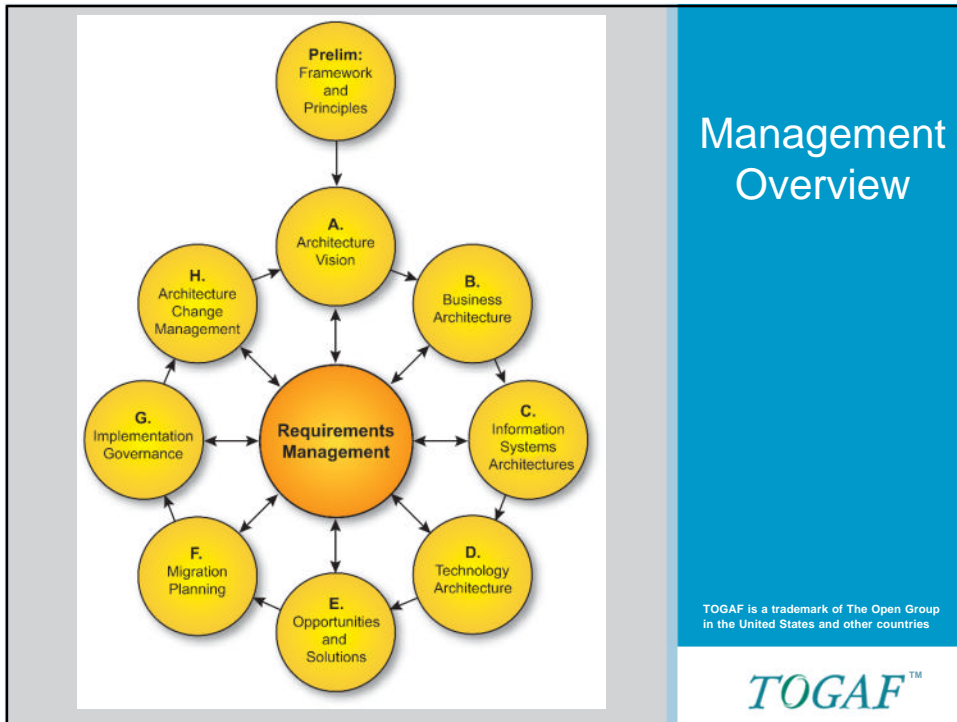 Prelim:
Framework
and
Principles
A.
Architecture
Vision
B.
Business
Architecture
C.
Information
Systems
Architectures
D.
Technology
Architecture
E.
Opportunities
and
Solutions
F.
Migration
Planning
G.
Implementation
Governance
H.
Architecture
Change
Management
Requirements
Management
Management
Overview
TOGAF is a trademark of The Open Group
in the United States and other countries
TOGAF™